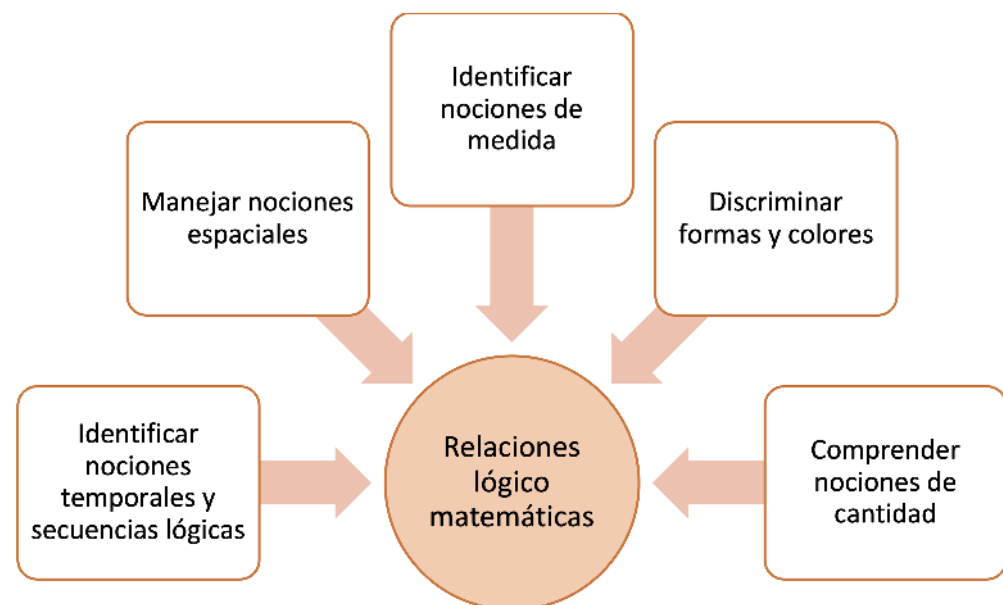 Identificar
nociones de
medida
Manejar nociones
espaciales
Discriminar
formas y colores
Identificar
nociones
temporales y
secuencias lógicas
Relaciones
lógico
matemáticas
Comprender
nociones de
cantidad